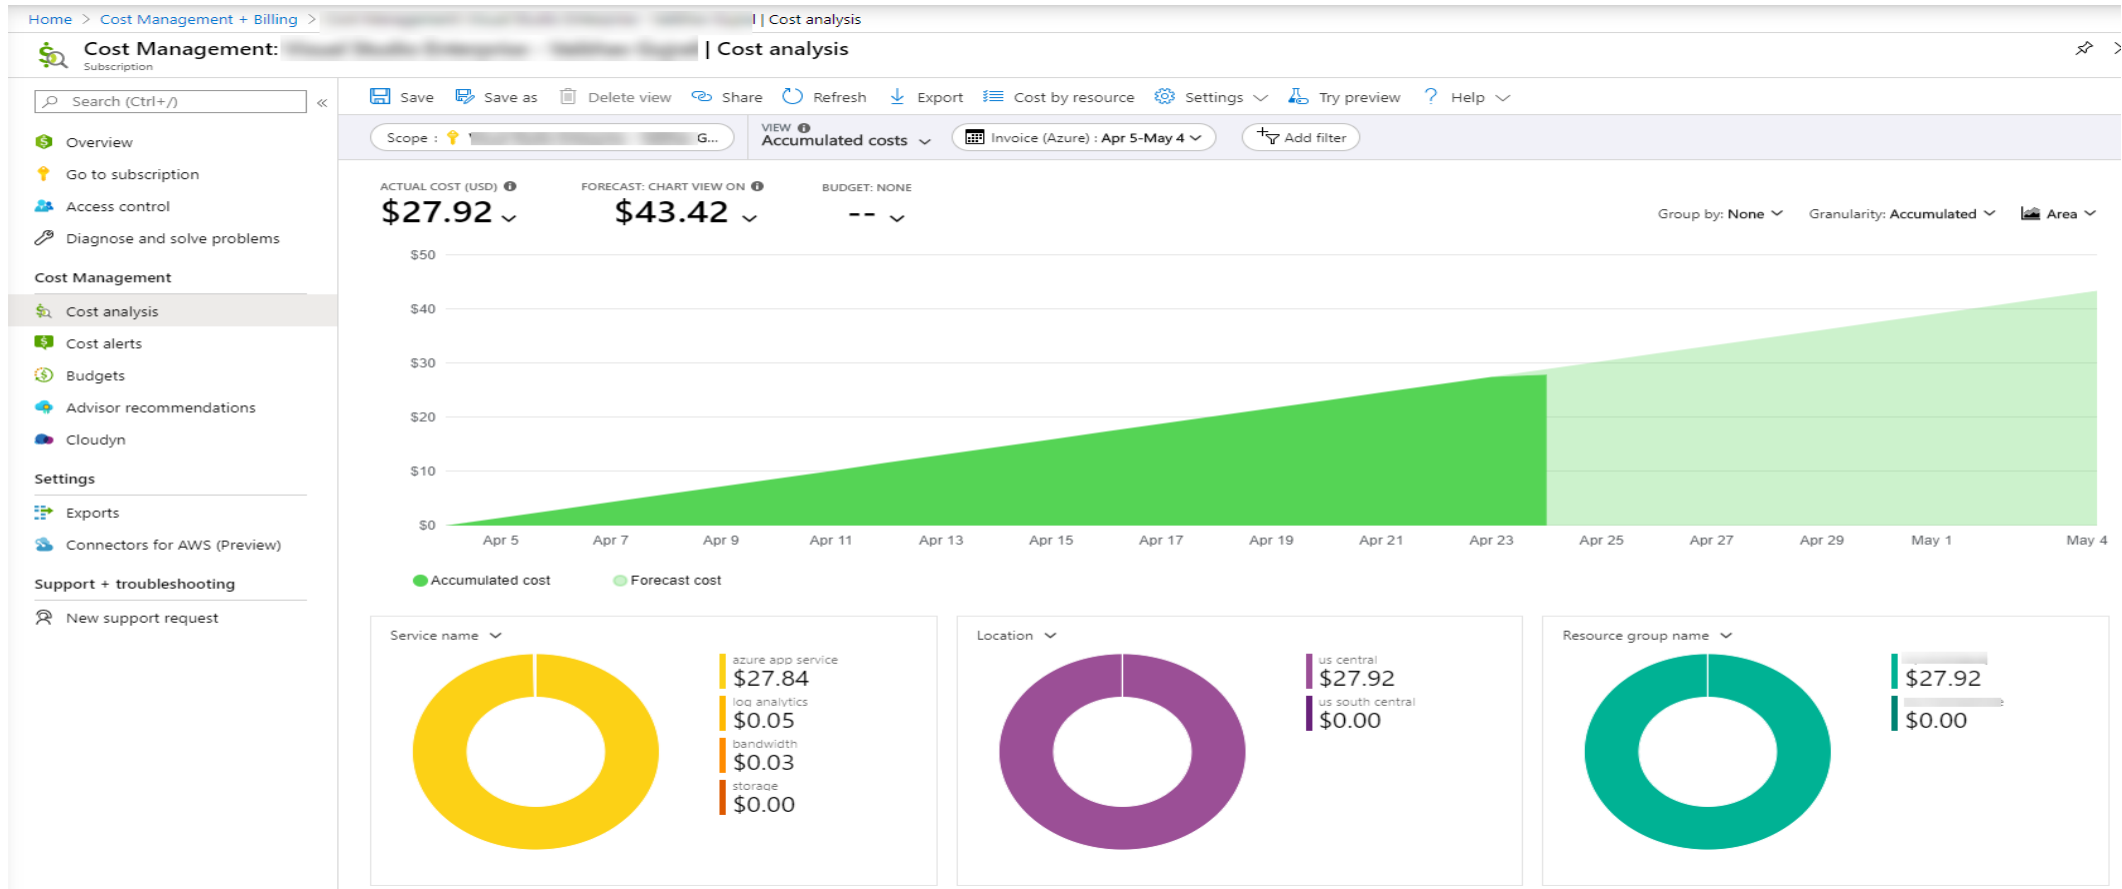 Home > Cost Management + Billing > | Cost analysis
Cost Management: | Cost analysis
Subscription
Search (Ctrl+/)
«
Save Save as Delete view Share Refresh Export Cost by resource Settings Try preview ? Help
Overview
Go to subscription
Access control
Diagnose and solve problems
Cost Management
Cost analysis
Cost alerts
Budgets
Advisor recommendations
Cloudyn
Settings
Exports
Connectors for AWS (Preview)
Support + troubleshooting
New support request
Scope : G...
VIEW
Accumulated costs
Invoice (Azure) : Apr 5-May 4
Add filter
ACTUAL COST (USD)
$27.92
FORECAST: CHART VIEW ON
$43.42
BUDGET: NONE
--
Group by: None Granularity: Accumulated Area
$50
$40
$30
$20
$10
$0
Apr 5 Apr 7 Apr 9 Apr 11 Apr 13 Apr 15 Apr 17 Apr 19 Apr 21 Apr 23 Apr 25 Apr 27 Apr 29 May 1 May 4
Accumulated cost Forecast cost
Service name
azure app service
$27.84
log analytics
$0.05
bandwidth
$0.03
storage
$0.00
Location
us central
$27.92
us south central
$0.00
Resource group name
$27.92
$0.00